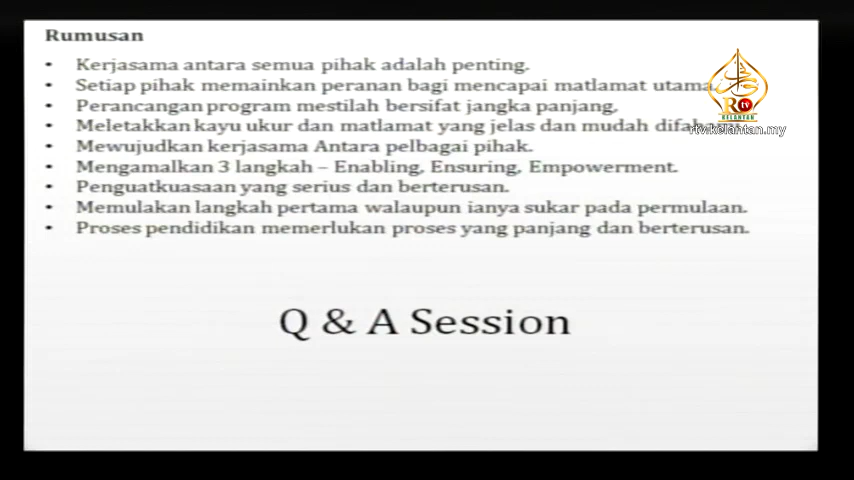 Rumusan
• Kerjasama antara semua pihak adalah penting.
• Setiap pihak memainkan peranan bagi mencapai matlamat utama.
• Perancangan program mestilah bersifat jangka panjang,
• Meletakkan kayu ukur dan matlamat yang jelas dan mudah
• Mewujudkan kerjasama Antara pelbagai pihak.
• Mengamalkan 3 langkah – Enabling, Ensuring, Empowerment.
• Penguatkuasaan yang serius dan berterusan.
• Memulakan langkah pertama walaupun ianya sukar pada permulaan.
• Proses pendidikan memerlukan proses yang panjang dan berterusan.
Q & A Session
R tv
KELANTAN
rtvkelantan.my